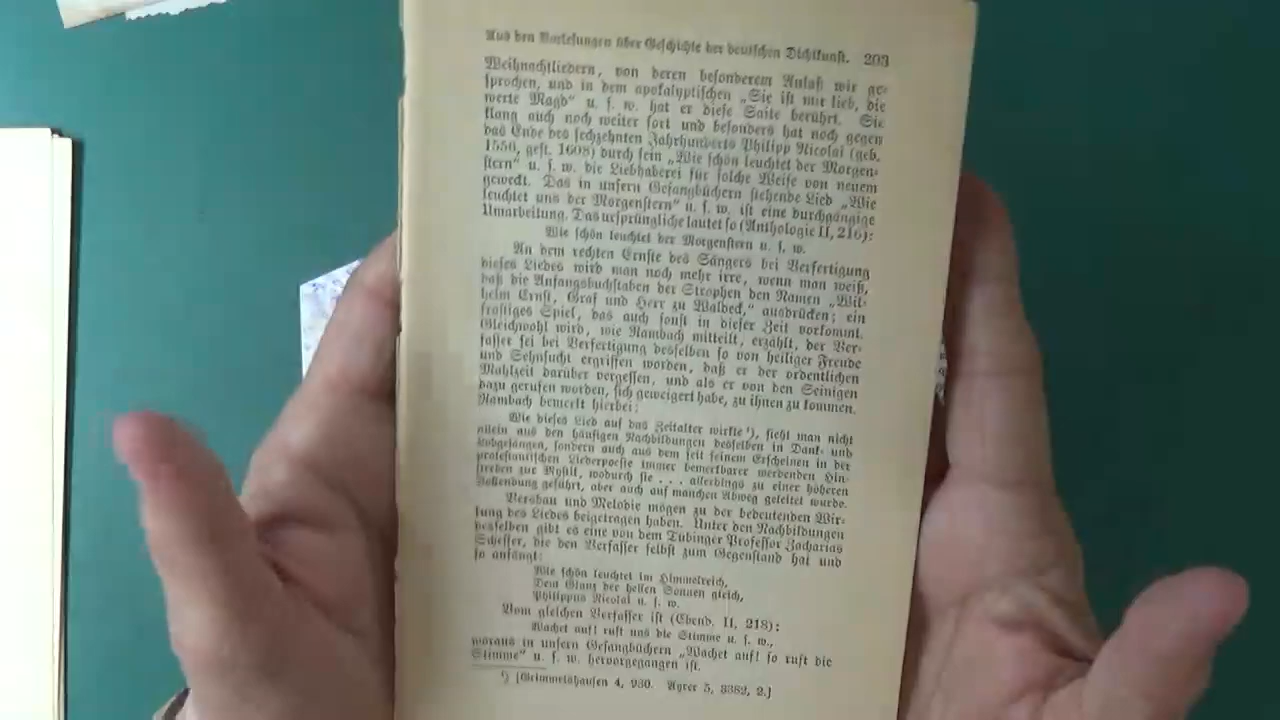 Aus den Vorlesungen über Geschichte der deutschen Dichtkunst. 203
Weihnachtliedern, von deren besonderem Anlaß wir ge-
sprochen, und in dem apokalyptischen „Sie ist mir lieb, die
werte Magd“ u. s. w. hat er diese Saite berührt. Sie
klang auch noch weiter fort und besonders hat noch gegen
das Ende des sechzehnten Jahrhunderts Philipp Nicolai (geb.
1556, gest. 1608) durch sein „Wie schön leuchtet der Morgen-
stern“ u. s. w. die Liebhaberei für solche Weise von neuem
geweckt. Das in unsern Gesangbüchern stehende Lied „Wie
leuchtet uns der Morgenstern“ u. s. w. ist eine durchgängige
Umarbeitung. Das ursprüngliche lautet so (Anthologie II, 216):
Wie schön leuchtet der Morgenstern u. s. w.
An dem rechten Ernste des Sängers bei Verfertigung
dieses Liedes wird man noch mehr irre, wenn man weiß,
daß die Anfangsbuchstaben der Strophen den Namen „Wil-
helm Ernst, Graf und Herr zu Waldeck,“ ausdrücken; ein
frostiges Spiel, das auch sonst in dieser Zeit vorkommt.
Gleichwohl wird, wie Rambach mitteilt, erzählt, der Ver-
fasser sei bei Verfertigung desselben so von heiliger Freude
und Sehnsucht ergriffen worden, daß er der ordentlichen
Mahlzeit darüber vergessen, und als er von den Seinigen
dazu gerufen worden, sich geweigert habe, zu ihnen zu kommen.
Rambach bemerkt hierbei:
Wie dieses Lied auf das Zeitalter wirkte¹), sieht man nicht
allein aus den häufigen Nachbildungen desselben in Dank- und
Lobgesängen, sondern auch aus dem seit seinem Erscheinen in der
protestantischen Liederpoesie immer bemerkbarer werdenden Hin-
streben zur Mystik, wodurch sie . . . allerdings zu einer höheren
Vollendung geführt, aber auch auf manchen Abweg geleitet wurde.
Versbau und Melodie mögen zu der bedeutenden Wir-
kung des Liedes beigetragen haben. Unter den Nachbildungen
desselben gibt es eine von dem Tübinger Professor Zacharias
Scheffer, die den Verfasser selbst zum Gegenstand hat und
so anfängt:
Wie schön leuchtet im Himmelreich,
Dem Glanz der hellen Sonnen gleich,
Philippus Nicolai u. s. w.
Vom gleichen Verfasser ist (Ebend. II, 218):
Wachet auf! ruft uns die Stimme u. s. w.,
woraus in unsern Gesangbüchern „Wachet auf! so ruft die
Stimme“ u. s. w. hervorgegangen ist.
¹) [Grimmelshausen 4, 930. Ayrer 5, 3382, 2.]